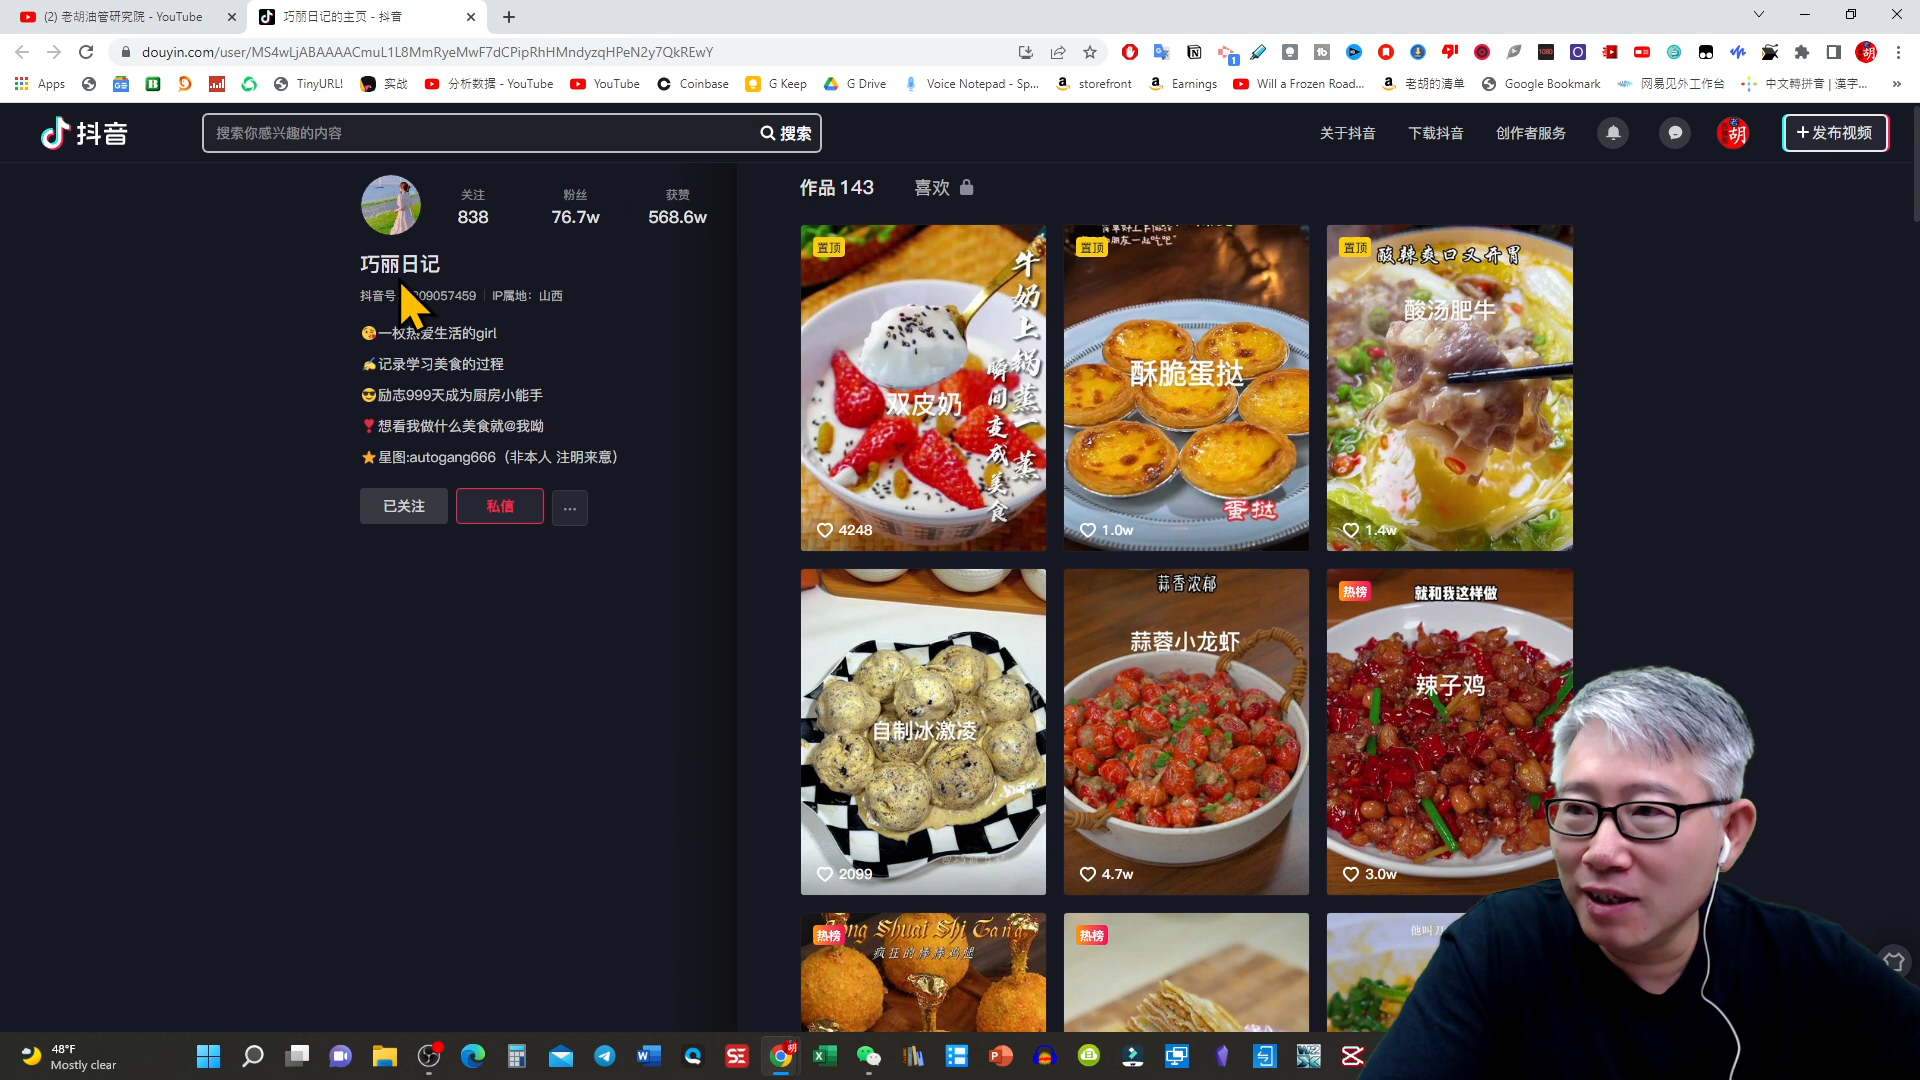 (2) 老胡油管研究院 - YouTube
巧丽日记的主页 - 抖音
douyin.com/user/MS4wLjABAAAACmuL1L8MmRyeMwF7dCPipRhHMndyzqHPeN2y7QkREwY
Apps
TinyURL!
实战
分析数据 - YouTube
YouTube
Coinbase
G Keep
G Drive
Voice Notepad - Sp...
storefront
Earnings
Will a Frozen Road...
老胡的清单
Google Bookmark
网易见外工作台
中文轉拼音 | 漢字...
抖音
搜索你感兴趣的内容
搜索
关于抖音
下载抖音
创作者服务
胡
+发布视频
关注
838
粉丝
76.7w
获赞
568.6w
巧丽日记
抖音号
209057459
IP属地：山西
😘一枚热爱生活的girl
✍记录学习美食的过程
😎励志999天成为厨房小能手
❣想看我做什么美食就@我呦
⭐星图:autogang666（非本人 注明来意）
已关注
私信
...
作品 143
喜欢
置顶
牛奶上锅蒸一蒸
瞬间变成美食
双皮奶
4248
置顶
酥脆蛋挞
蛋挞
1.0w
置顶
酸辣爽口又开胃
酸汤肥牛
1.4w
自制冰激凌
2099
蒜香浓郁
蒜蓉小龙虾
4.7w
热榜
就和我这样做
辣子鸡
3.0w
热榜
疯狂的棒棒鸡腿
热榜
48°F
Mostly clear